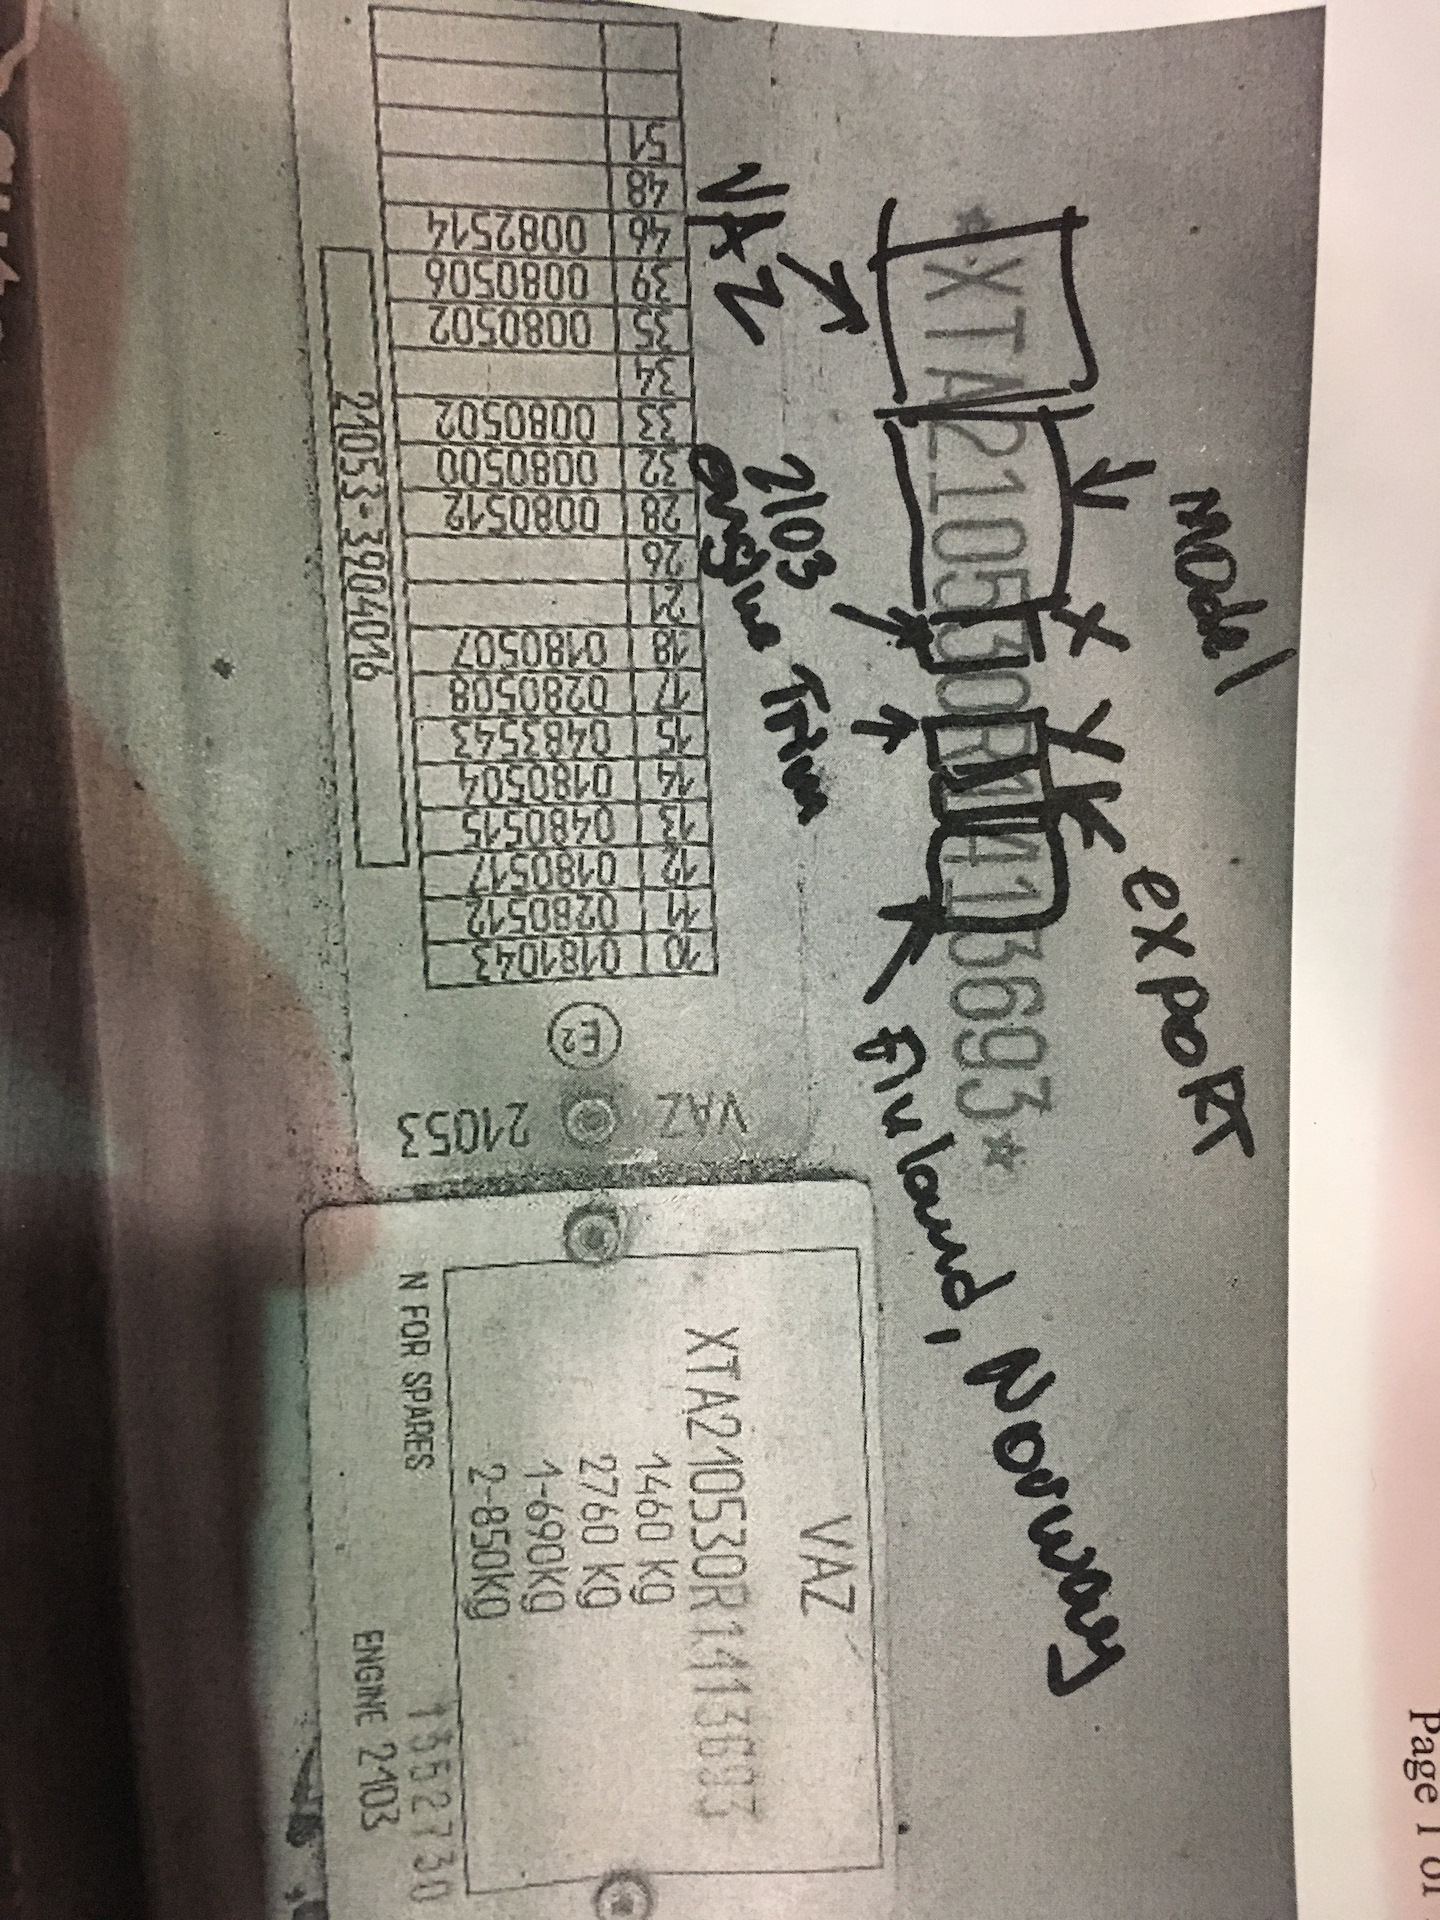 VAZ
2103
engine
Trim
model
export
Finland, Norway
*XTA210530R1413693*
VAZ
21053
E2
10 0181043
11 0280512
12 0180517
13 0480515
14 0180504
15 0483543
17 0280508
18 0180507
21
26
28 0080512
32 0080500
33 0080502
34
35 0080502
39 0080506
46 0082514
48
51
21053-3904016
VAZ
XTA210530R1413693
1460 KG
2760 KG
1-690KG
2-850KG
N FOR SPARES 1352730
ENGINE 2103
Page 1 of